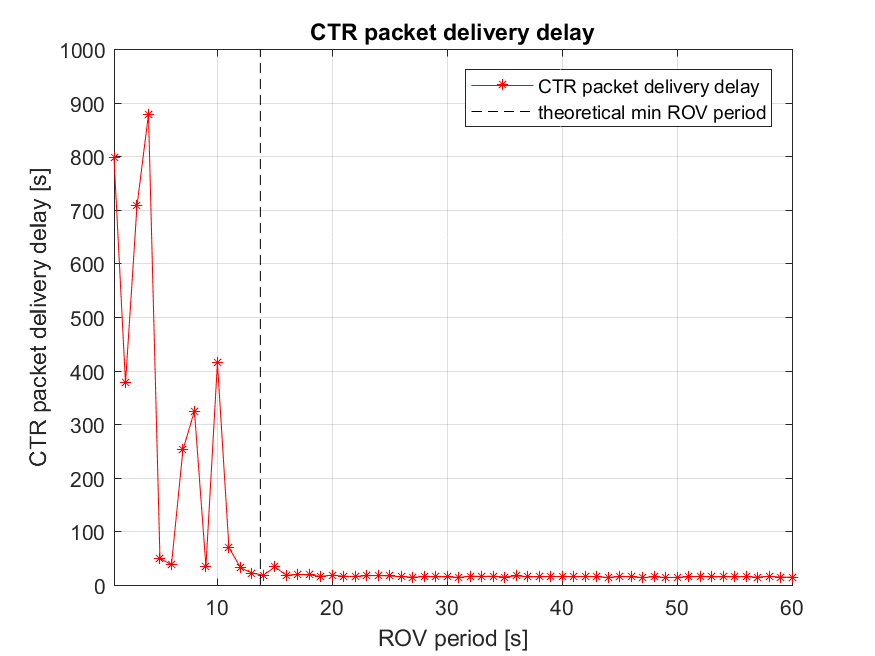 CTR packet delivery delay
1000
900
800
700
600
500
400
300
200
100
0
CTR packet delivery delay [s]
CTR packet delivery delay
theoretical min ROV period
10 20 30 40 50 60
ROV period [s]